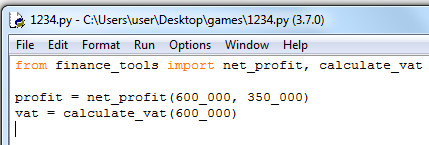 1234.py - C:\Users\user\Desktop\games\1234.py (3.7.0)
File Edit Format Run Options Window Help
from finance_tools import net_profit, calculate_vat
profit = net_profit(600_000, 350_000)
vat = calculate_vat(600_000)